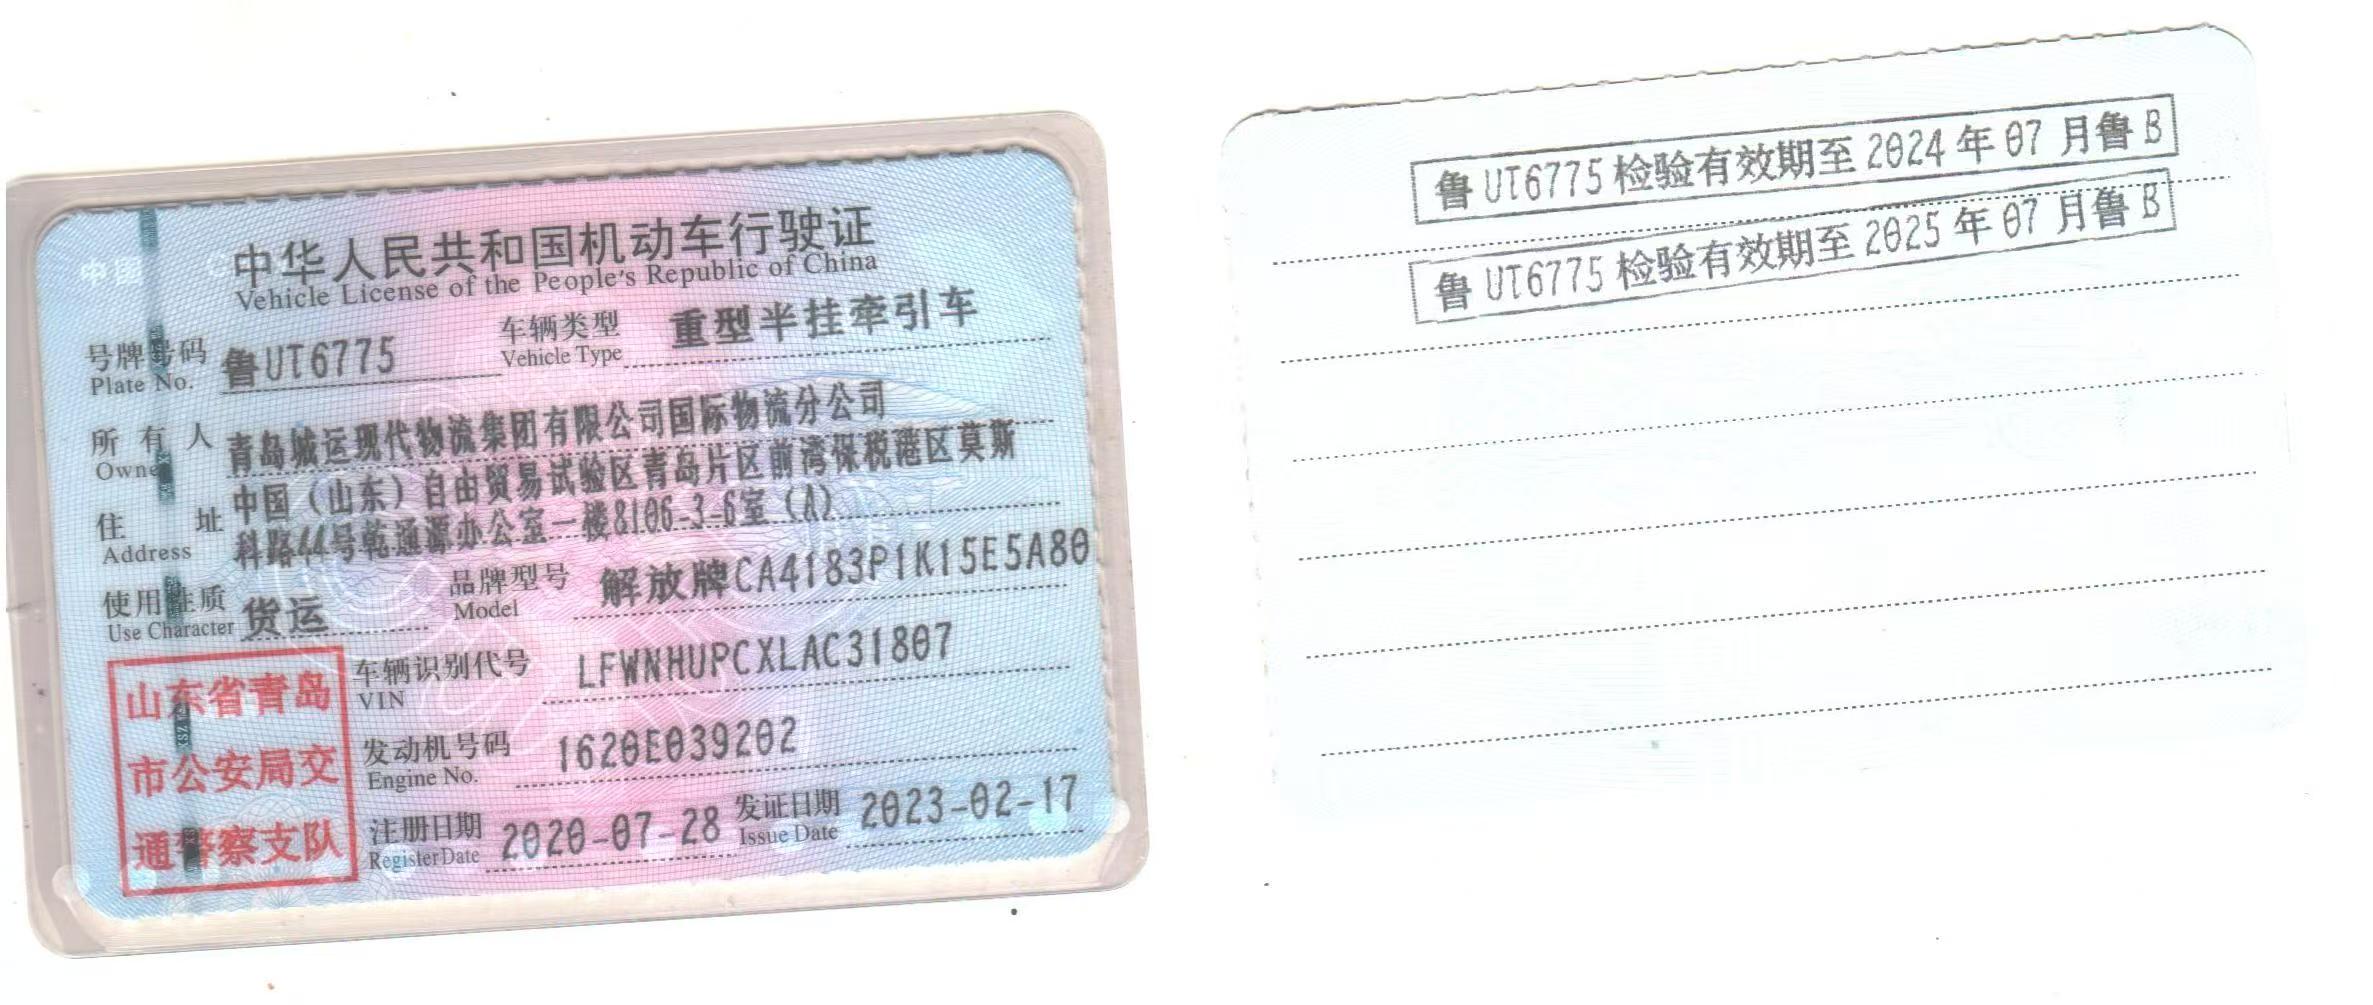 中国
中华人民共和国机动车行驶证
Vehicle License of the People's Republic of China
号牌号码 鲁UT6775 车辆类型 重型半挂牵引车
Plate No. Vehicle Type
所有人 青岛城运现代物流集团有限公司国际物流分公司
Owner
住址 中国（山东）自由贸易试验区青岛片区前湾保税港区莫斯
Address 科路44号乾通源办公室一楼8106-3-6室（A）
使用性质 货运 品牌型号 解放牌CA4183P1K15E5A80
Use Character Model
车辆识别代号 LFWNHUPCXLAC31807
VIN
发动机号码 1620E039202
Engine No.
注册日期 2020-07-28 发证日期 2023-02-17
Register Date Issue Date
山东省青岛
市公安局交
通警察支队
鲁UT6775检验有效期至2024年07月鲁B
鲁UT6775检验有效期至2025年07月鲁B